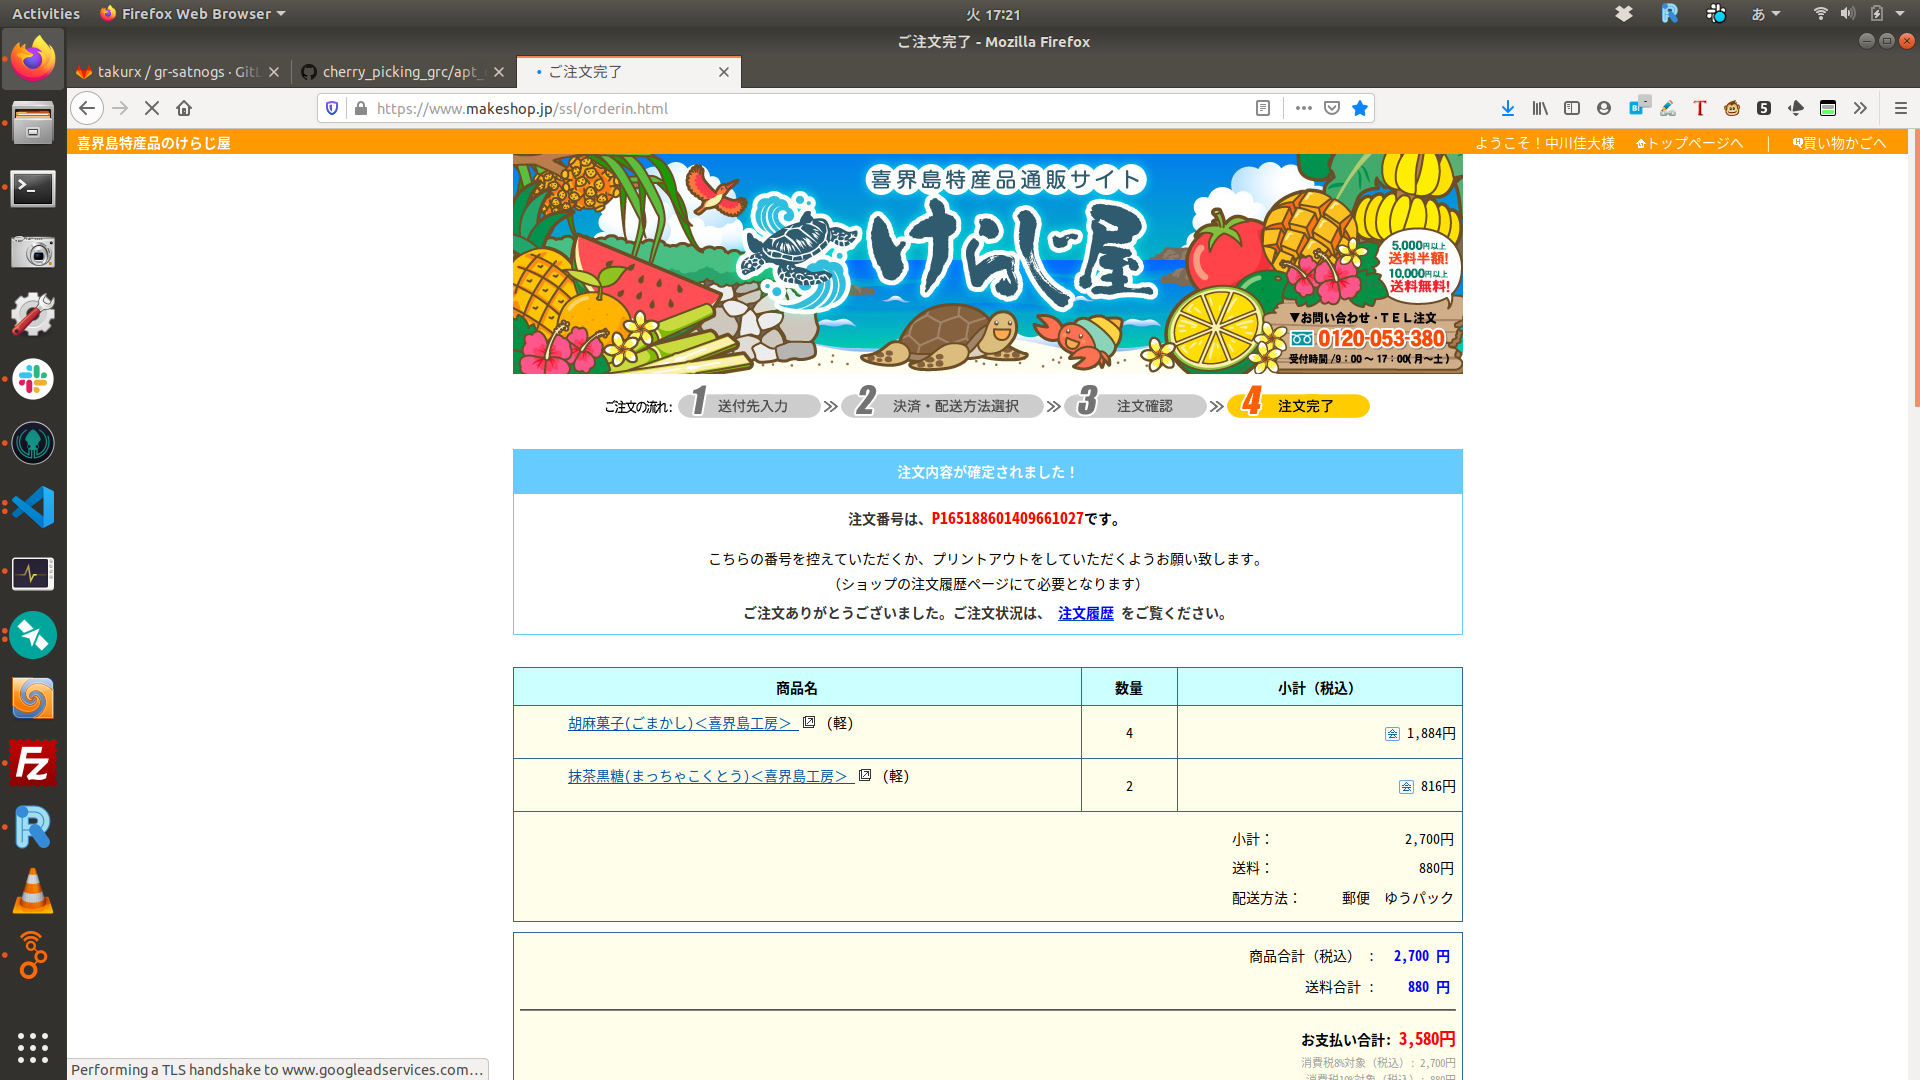 Activities Firefox Web Browser 火 17:21 あ
ご注文完了 - Mozilla Firefox
takurx / gr-satnogs · GitL
cherry_picking_grc/apt_
ご注文完了
https://www.makeshop.jp/ssl/orderin.html
喜界島特産品のけらじ屋 ようこそ！中川佳大様 トップページへ 買い物かごへ
喜界島特産品通販サイト
けらじ屋
5,000円以上
送料半額!
10,000円以上
送料無料!
▼お問い合わせ・TEL注文
0120-053-380
受付時間/9：00〜17：00(月〜土)
ご注文の流れ: 1 送付先入力 2 決済・配送方法選択 3 注文確認 4 注文完了
注文内容が確定されました！
注文番号は、P165188601409661027です。
こちらの番号を控えていただくか、プリントアウトをしていただくようお願い致します。
（ショップの注文履歴ページにて必要となります）
ご注文ありがとうございました。ご注文状況は、 注文履歴 をご覧ください。
商品名 数量 小計（税込）
胡麻菓子(ごまかし)＜喜界島工房＞ （軽） 4 会 1,884円
抹茶黒糖(まっちゃこくとう)＜喜界島工房＞ （軽） 2 会 816円
小計： 2,700円
送料： 880円
配送方法： 郵便 ゆうパック
商品合計（税込） ： 2,700 円
送料合計 ： 880 円
お支払い合計: 3,580円
消費税8%対象（税込）: 2,700円
消費税10%対象（税込）: 880円
Performing a TLS handshake to www.googleadservices.com…